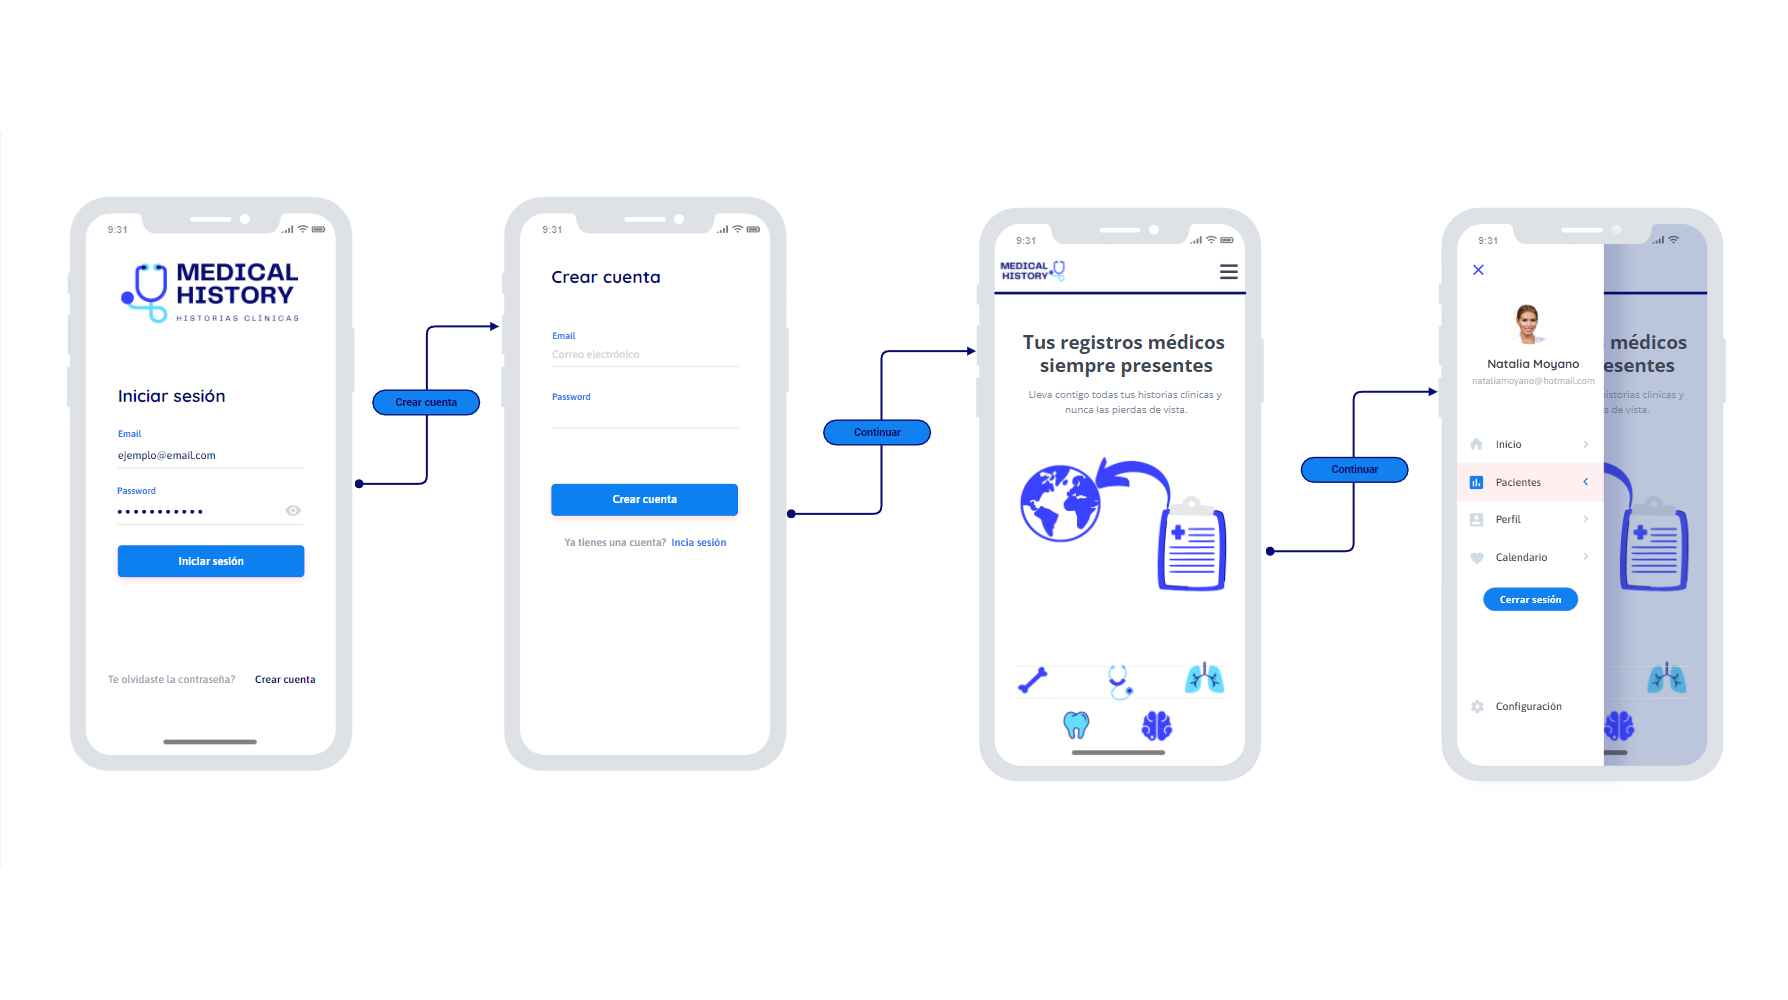 9:31
MEDICAL
HISTORY
HISTORIAS CLÍNICAS
Iniciar sesión
Email
ejemplo@email.com
Password
Iniciar sesión
Te olvidaste la contraseña? Crear cuenta
Crear cuenta
9:31
Crear cuenta
Email
Correo electrónico
Password
Crear cuenta
Ya tienes una cuenta? Incia sesión
Continuar
9:31
MEDICAL
HISTORY
Tus registros médicos
siempre presentes
Lleva contigo todas tus historias clinicas y
nunca las pierdas de vista.
Continuar
9:31
Natalia Moyano
nataliamoyano@hotmail.com
Inicio
Pacientes
Perfil
Calendario
Cerrar sesión
Configuración
médicos
esentes
istorias clinicas y
s de vista.